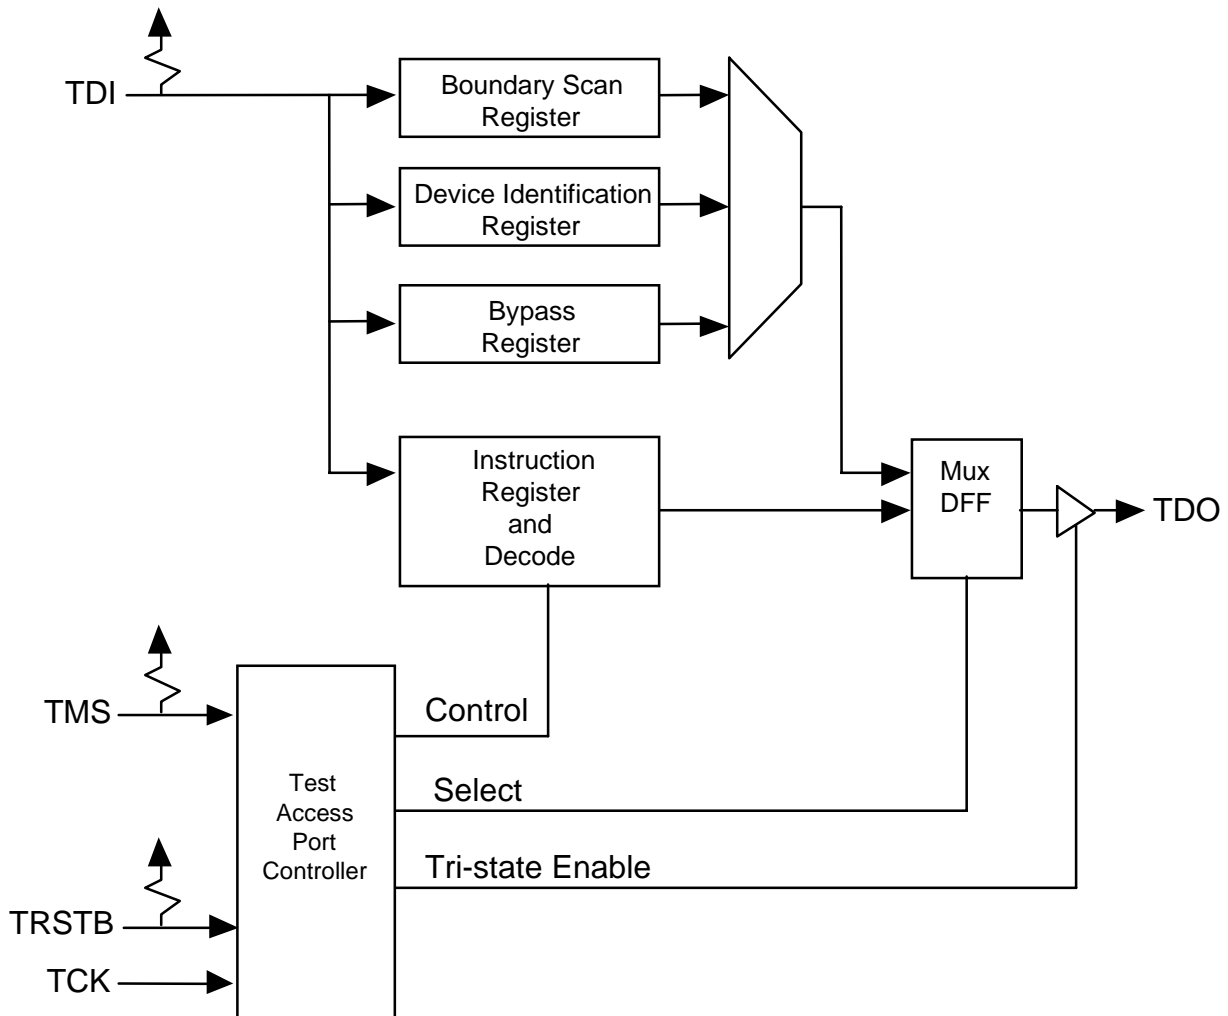 TDI
Boundary Scan
Register
Device Identification
Register
Bypass
Register
Instruction
Register
and
Decode
Mux
DFF
TDO
TMS
Control
Test
Access
Port
Controller
Select
Tri-state Enable
TRSTB
TCK